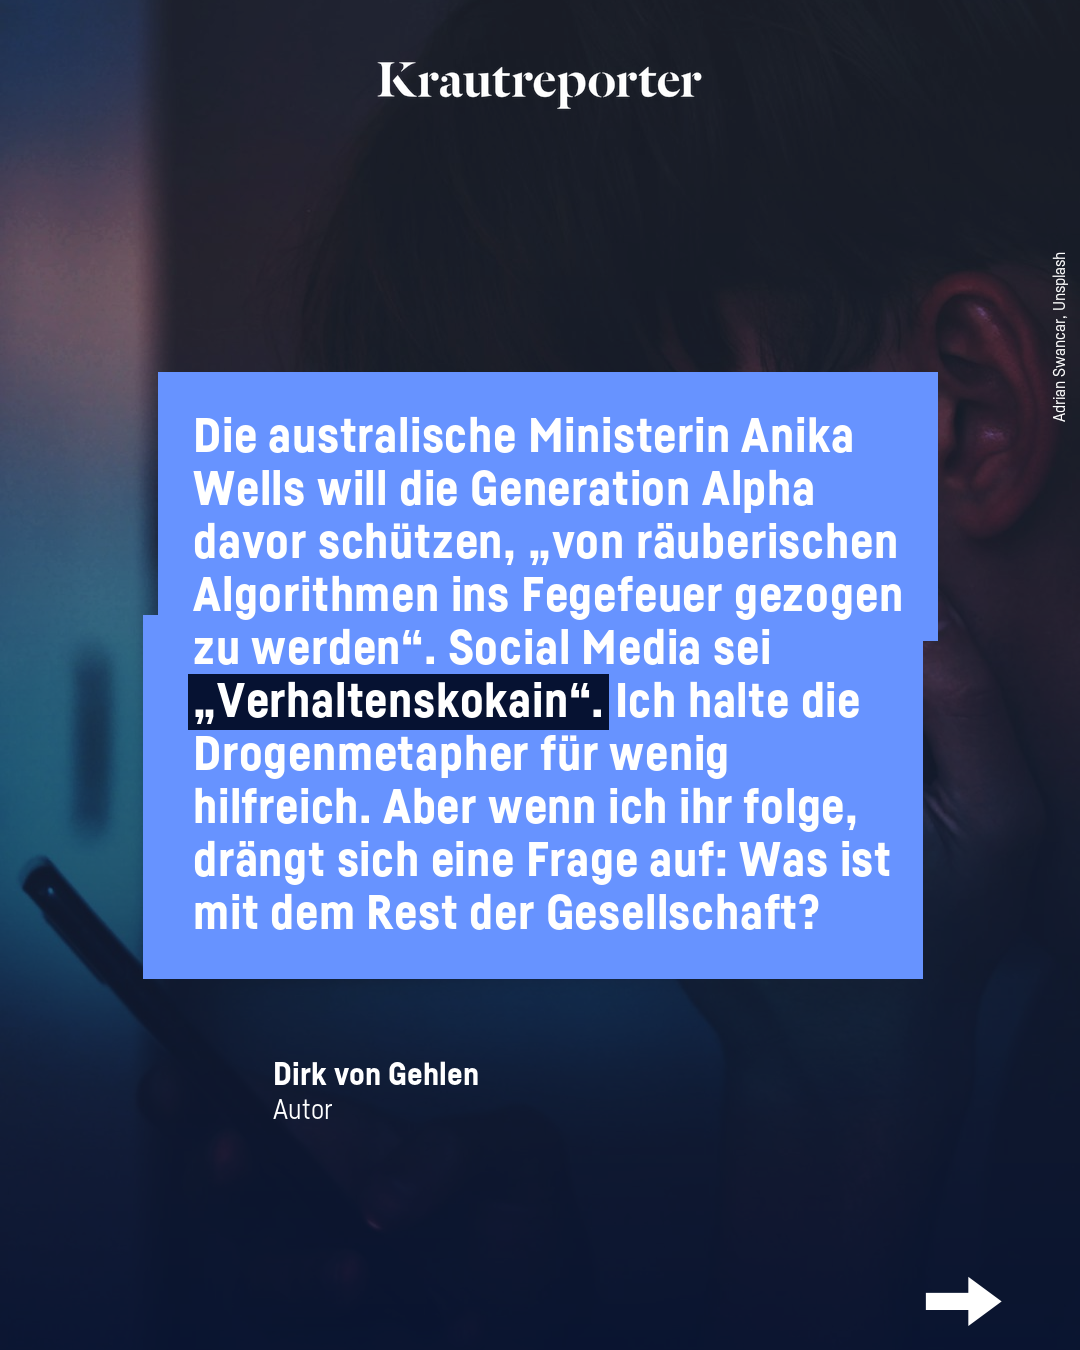 Krautreporter
Adrian Swancar, Unsplash
Die australische Ministerin Anika
Wells will die Generation Alpha
davor schützen, „von räuberischen
Algorithmen ins Fegefeuer gezogen
zu werden“. Social Media sei
„Verhaltenskokain“. Ich halte die
Drogenmetapher für wenig
hilfreich. Aber wenn ich ihr folge,
drängt sich eine Frage auf: Was ist
mit dem Rest der Gesellschaft?
Dirk von Gehlen
Autor